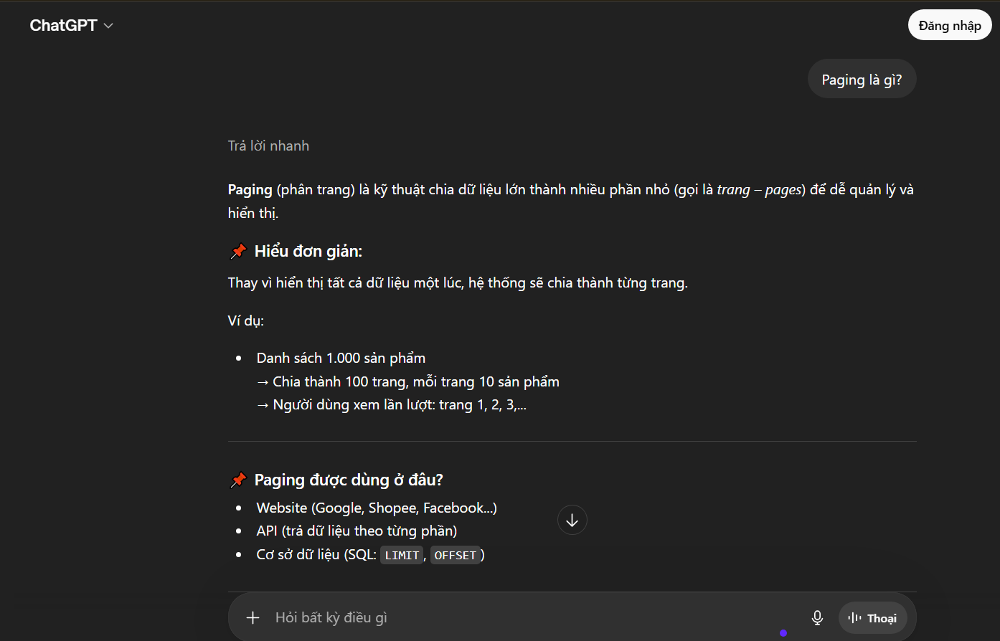 ChatGPT
Đăng nhập
Paging là gì?
Trả lời nhanh
Paging (phân trang) là kỹ thuật chia dữ liệu lớn thành nhiều phần nhỏ (gọi là trang – pages) để dễ quản lý và
hiển thị.
Hiểu đơn giản:
Thay vì hiển thị tất cả dữ liệu một lúc, hệ thống sẽ chia thành từng trang.
Ví dụ:
Danh sách 1.000 sản phẩm
→ Chia thành 100 trang, mỗi trang 10 sản phẩm
→ Người dùng xem lần lượt: trang 1, 2, 3,...
Paging được dùng ở đâu?
Website (Google, Shopee, Facebook...)
API (trả dữ liệu theo từng phần)
Cơ sở dữ liệu (SQL: LIMIT, OFFSET)
Hỏi bất kỳ điều gì
Thoại